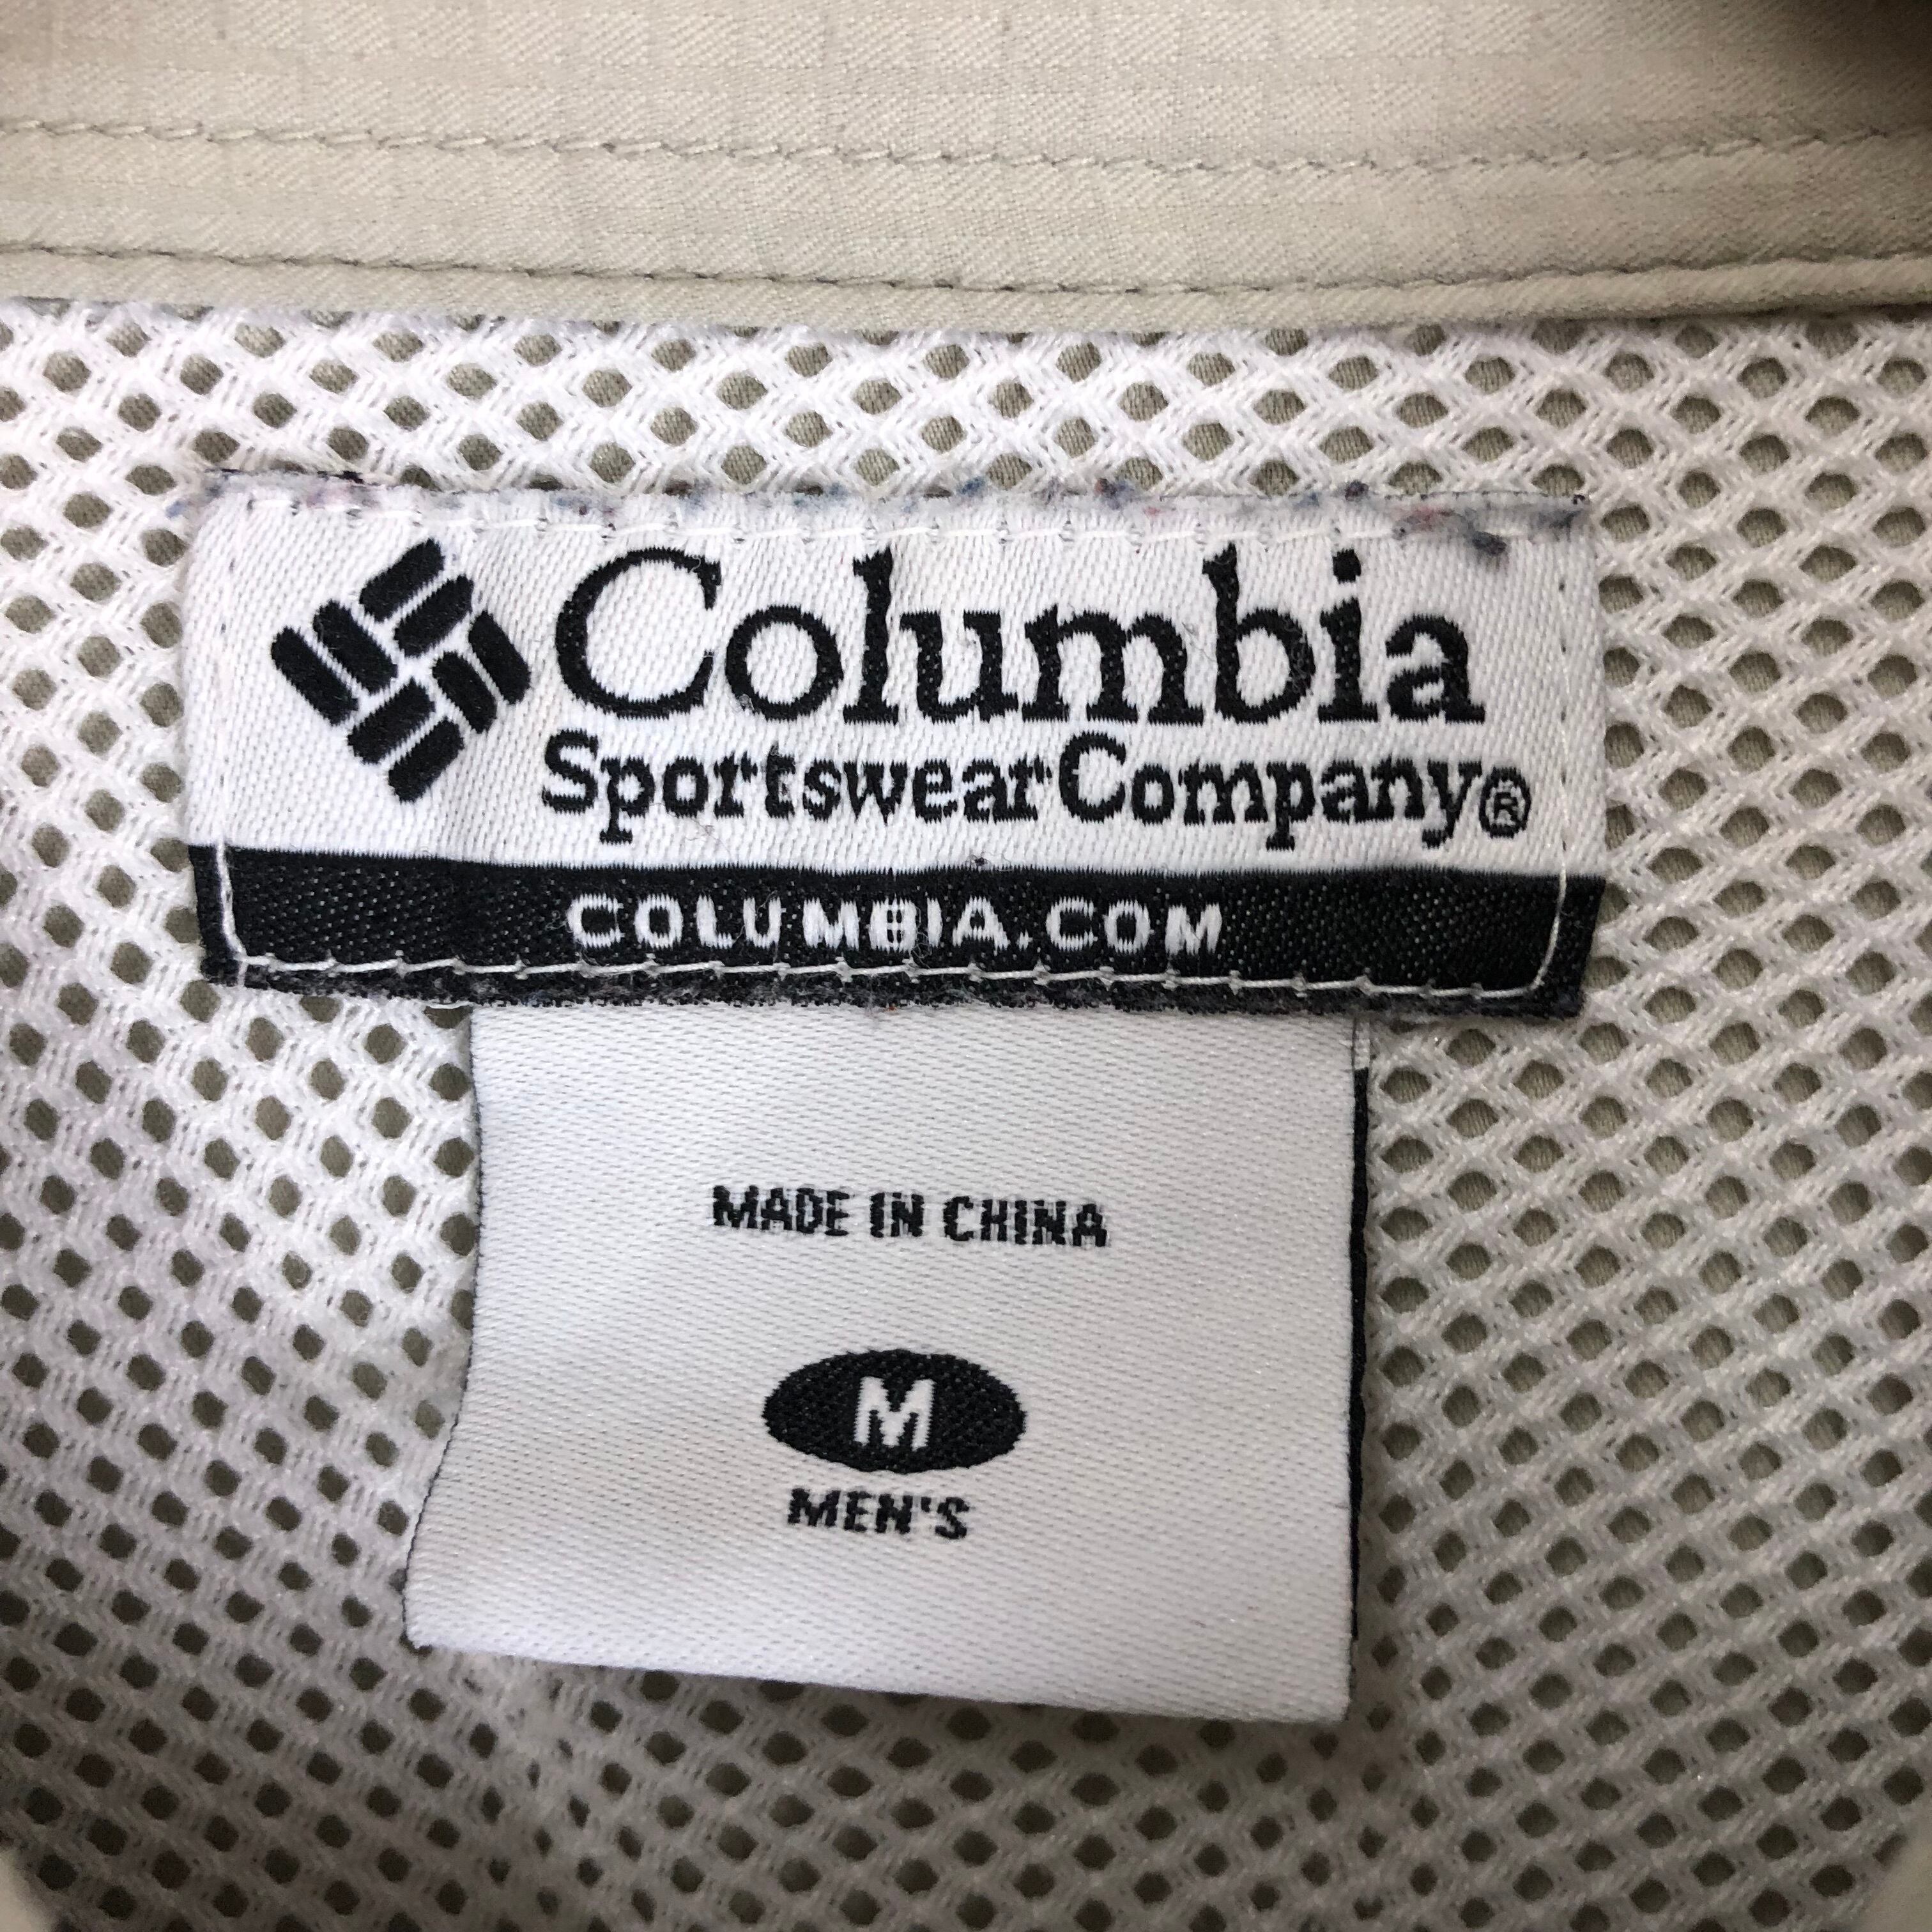 Columbia
Sportswear Company®
COLUMBIA.COM
MADE IN CHINA
M
MEN'S